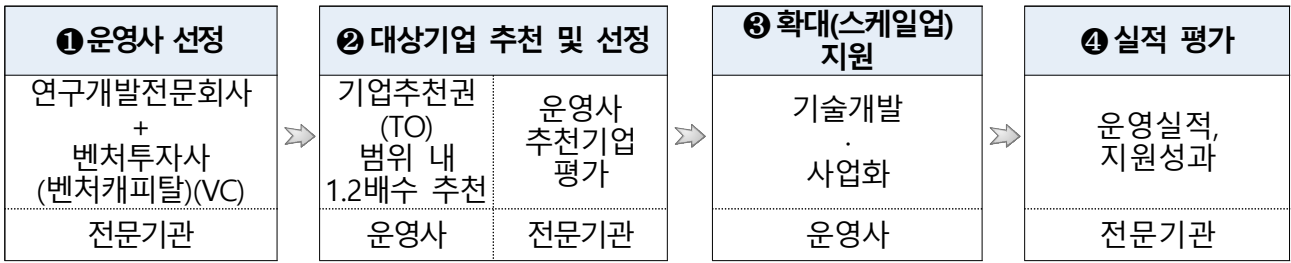 ❶ 운영사 선정
연구개발전문회사
+
벤처투자사
(벤처캐피탈)(VC)
전문기관
❷ 대상기업 추천 및 선정
기업추천권
(TO)
범위 내
1.2배수 추천
운영사
운영사
추천기업
평가
전문기관
❸ 확대(스케일업)
지원
기술개발
·
사업화
운영사
❹ 실적 평가
운영실적,
지원성과
전문기관